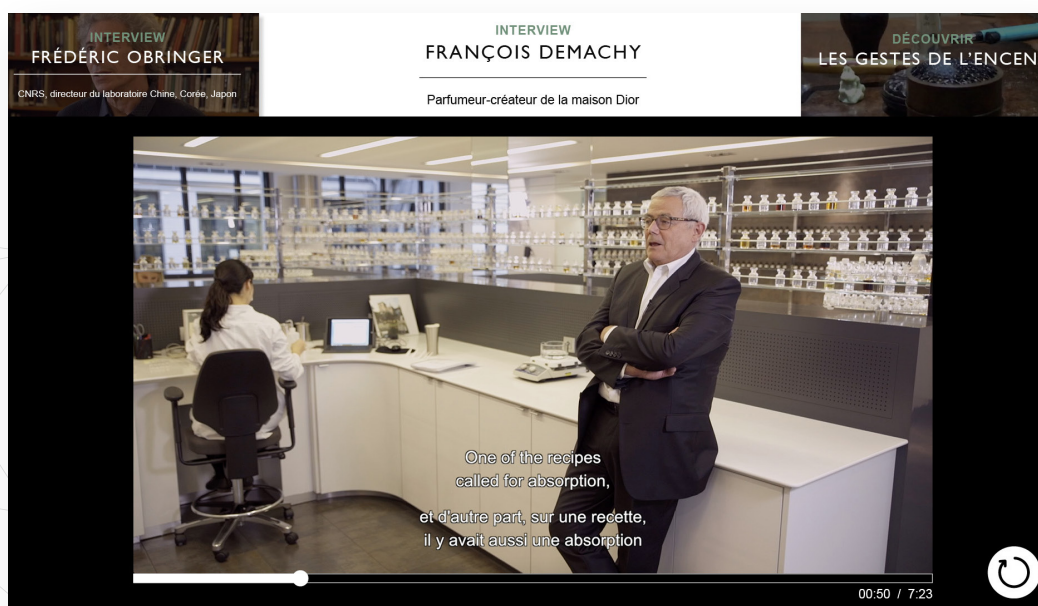 INTERVIEW
FRÉDÉRIC OBRINGER
CNRS, directeur du laboratoire Chine, Corée, Japon
INTERVIEW
FRANÇOIS DEMACHY
Parfumeur-créateur de la maison Dior
DÉCOUVRIR
LES GESTES DE L'ENCEN
One of the recipes
called for absorption,
et d'autre part, sur une recette,
il y avait aussi une absorption
00:50 / 7:23